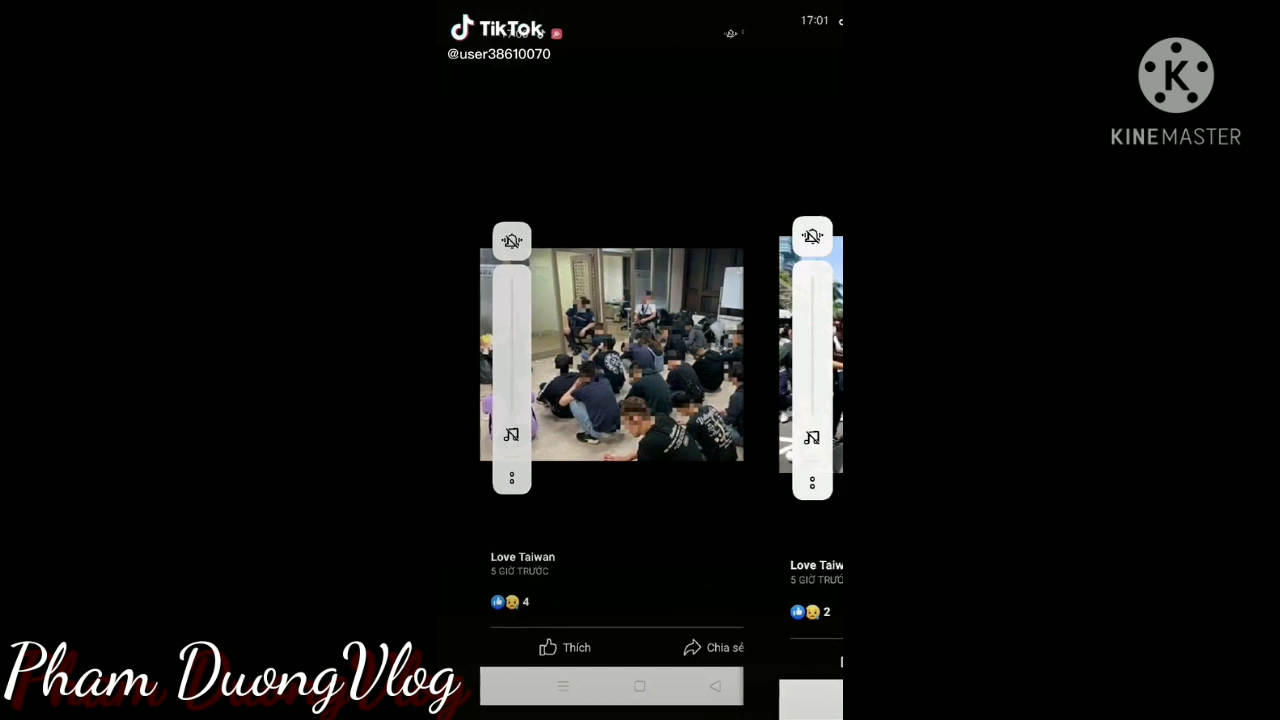 TikTok
@user38610070
17:01
KINEMASTER
Love Taiwan
5 GIỜ TRƯỚC
4
Thích
Chia sẻ
Love Taiw
5 GIỜ TRƯỚ
2
Pham DuongVlog